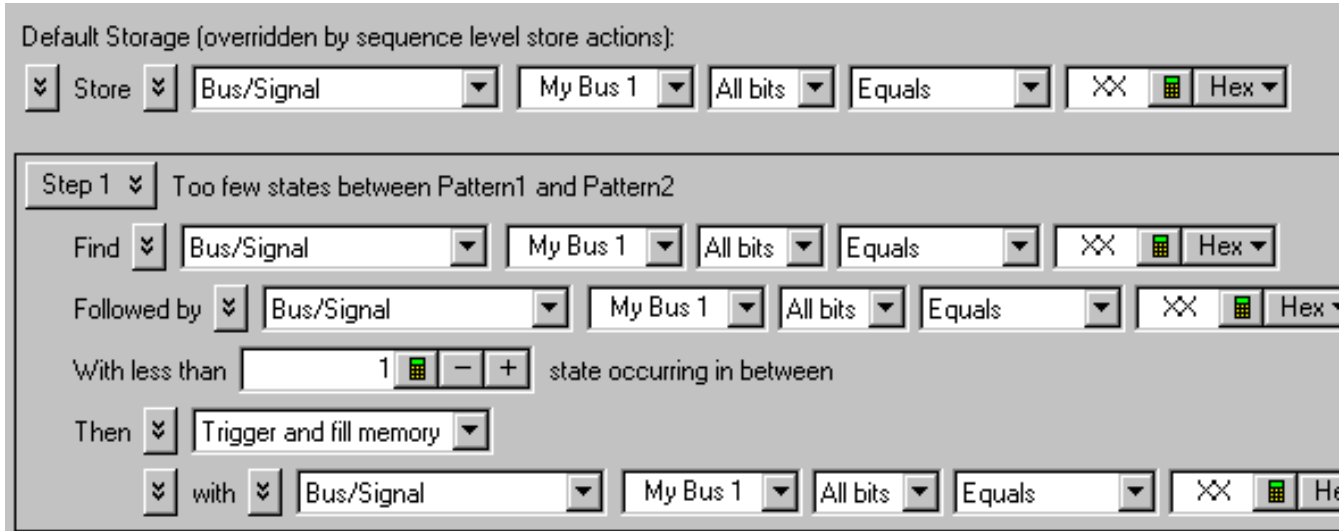 Default Storage (overridden by sequence level store actions):
Store Bus/Signal My Bus 1 All bits Equals XX Hex
Step 1 Too few states between Pattern1 and Pattern2
Find Bus/Signal My Bus 1 All bits Equals XX Hex
Followed by Bus/Signal My Bus 1 All bits Equals XX Hex
With less than 1 − + state occurring in between
Then Trigger and fill memory
with Bus/Signal My Bus 1 All bits Equals XX He